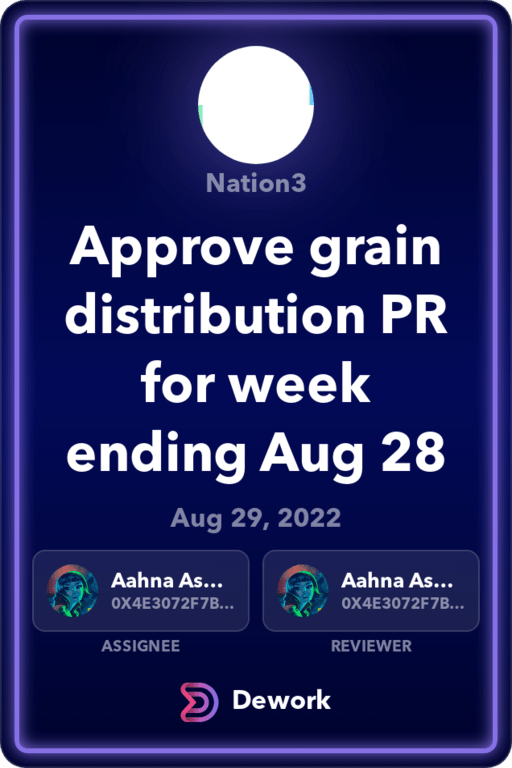 Nation3
Approve grain
distribution PR
for week
ending Aug 28
Aug 29, 2022
Aahna As... Aahna As...
0X4E3072F7B... 0X4E3072F7B...
ASSIGNEE REVIEWER
Dework